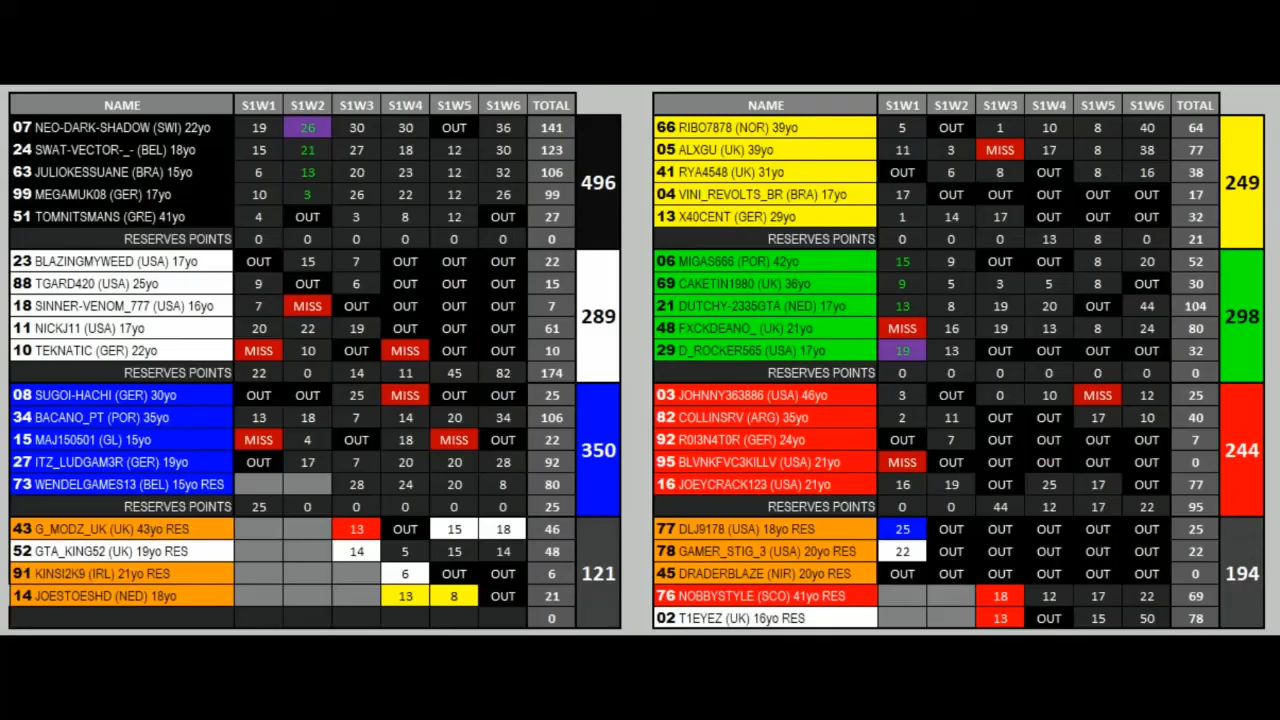 NAME S1W1 S1W2 S1W3 S1W4 S1W5 S1W6 TOTAL
07 NEO-DARK-SHADOW (SWI) 22yo 19 26 30 30 OUT 36 141
24 SWAT-VECTOR-_- (BEL) 18yo 15 21 27 18 12 30 123
63 JULIOKESSUANE (BRA) 15yo 6 13 20 23 12 32 106
496
99 MEGAMUK08 (GER) 17yo 10 3 26 22 12 26 99
51 TOMNITSMANS (GRE) 41yo 4 OUT 3 8 12 OUT 27
RESERVES POINTS 0 0 0 0 0 0 0
23 BLAZINGMYWEED (USA) 17yo OUT 15 7 OUT OUT OUT 22
88 TGARD420 (USA) 25yo 9 OUT 6 OUT OUT OUT 15
18 SINNER-VENOM_777 (USA) 16yo 7 MISS OUT OUT OUT OUT 7
289
11 NICKJ11 (USA) 17yo 20 22 19 OUT OUT OUT 61
10 TEKNATIC (GER) 22yo MISS 10 OUT MISS OUT OUT 10
RESERVES POINTS 22 0 14 11 45 82 174
08 SUGOI-HACHI (GER) 30yo OUT OUT 25 MISS OUT OUT 25
34 BACANO_PT (POR) 35yo 13 18 7 14 20 34 106
15 MAJ150501 (GL) 15yo MISS 4 OUT 18 MISS OUT 22
350
27 ITZ_LUDGAM3R (GER) 19yo OUT 17 7 20 20 28 92
73 WENDELGAMES13 (BEL) 15yo RES 28 24 20 8 80
RESERVES POINTS 25 0 0 0 0 0 25
43 G_MODZ_UK (UK) 43yo RES 13 OUT 15 18 46
52 GTA_KING52 (UK) 19yo RES 14 5 15 14 48
91 KINSI2K9 (IRL) 21yo RES 6 OUT OUT 6
121
14 JOESTOESHD (NED) 18yo 13 8 OUT 21
0
NAME S1W1 S1W2 S1W3 S1W4 S1W5 S1W6 TOTAL
66 RIBO7878 (NOR) 39yo 5 OUT 1 10 8 40 64
05 ALXGU (UK) 39yo 11 3 MISS 17 8 38 77
41 RYA4548 (UK) 31yo OUT 6 8 OUT 8 16 38
249
04 VINI_REVOLTS_BR (BRA) 17yo 17 OUT OUT OUT OUT OUT 17
13 X40CENT (GER) 29yo 1 14 17 OUT OUT OUT 32
RESERVES POINTS 0 0 0 13 8 0 21
06 MIGAS666 (POR) 42yo 15 9 OUT OUT 8 20 52
69 CAKETIN1980 (UK) 36yo 9 5 3 5 8 OUT 30
21 DUTCHY-2335GTA (NED) 17yo 13 8 19 20 OUT 44 104
298
48 FXCKDEANO_ (UK) 21yo MISS 16 19 13 8 24 80
29 D_ROCKER565 (USA) 17yo 19 13 OUT OUT OUT OUT 32
RESERVES POINTS 0 0 0 0 0 0 0
03 JOHNNY363886 (USA) 46yo 3 OUT 0 10 MISS 12 25
82 COLLINSRV (ARG) 35yo 2 11 OUT OUT 17 10 40
92 R0I3N4T0R (GER) 24yo OUT 7 OUT OUT OUT OUT 7
244
95 BLVNKFVC3KILLV (USA) 21yo MISS OUT OUT OUT OUT OUT 0
16 JOEYCRACK123 (USA) 21yo 16 19 OUT 25 17 OUT 77
RESERVES POINTS 0 0 44 12 17 22 95
77 DLJ9178 (USA) 18yo RES 25 OUT OUT OUT OUT OUT 25
78 GAMER_STIG_3 (USA) 20yo RES 22 OUT OUT OUT OUT OUT 22
45 DRADERBLAZE (NIR) 20yo RES OUT OUT OUT OUT OUT OUT 0
194
76 NOBBYSTYLE (SCO) 41yo RES 18 12 17 22 69
02 T1EYEZ (UK) 16yo RES 13 OUT 15 50 78